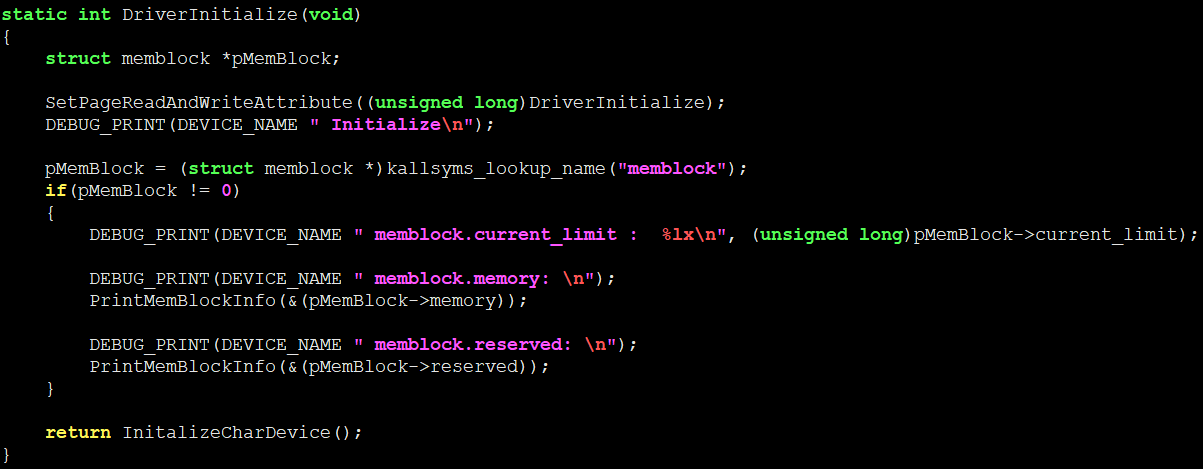 static int DriverInitialize(void)
{
    struct memblock *pMemBlock;

    SetPageReadAndWriteAttribute((unsigned long)DriverInitialize);
    DEBUG_PRINT(DEVICE_NAME " Initialize\n");

    pMemBlock = (struct memblock *)kallsyms_lookup_name("memblock");
    if(pMemBlock != 0)
    {
        DEBUG_PRINT(DEVICE_NAME " memblock.current_limit :  %lx\n", (unsigned long)pMemBlock->current_limit);

        DEBUG_PRINT(DEVICE_NAME " memblock.memory: \n");
        PrintMemBlockInfo(&(pMemBlock->memory));

        DEBUG_PRINT(DEVICE_NAME " memblock.reserved: \n");
        PrintMemBlockInfo(&(pMemBlock->reserved));
    }

    return InitalizeCharDevice();
}